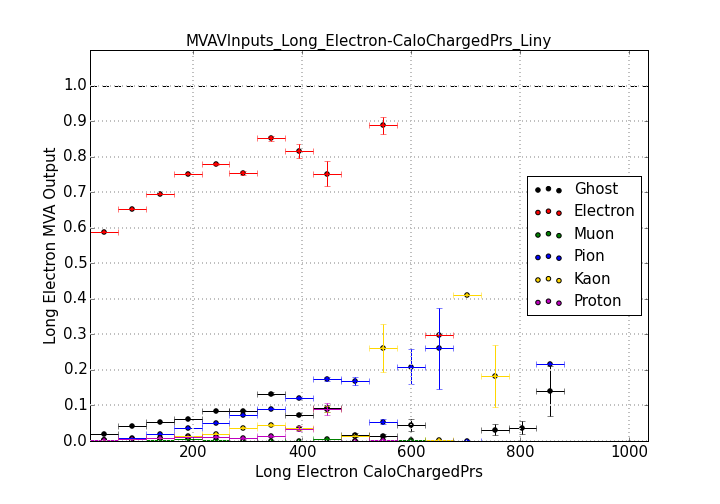 MVAVInputs_Long_Electron-CaloChargedPrs_Liny
Long Electron MVA Output
1.0
0.9
0.8
0.7
0.6
0.5
0.4
0.3
0.2
0.1
0.0
200
400
600
800
1000
Long Electron CaloChargedPrs
Ghost
Electron
Muon
Pion
Kaon
Proton